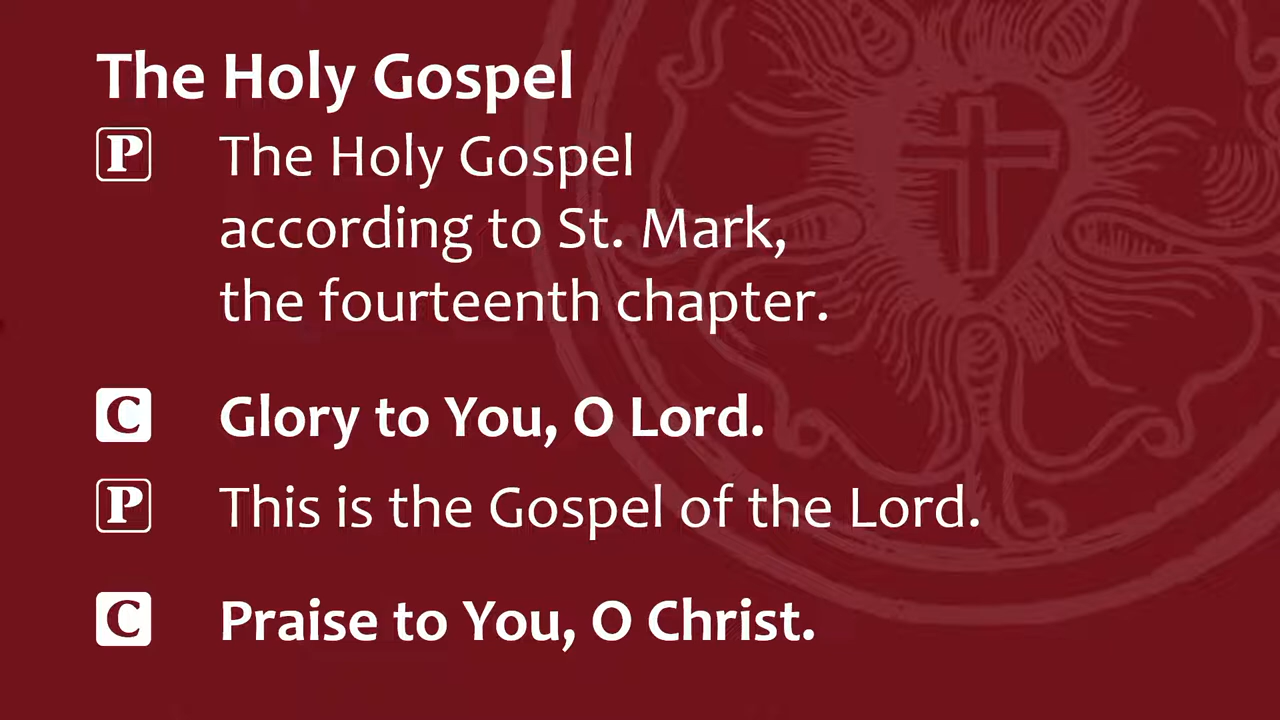 The Holy Gospel
P The Holy Gospel
according to St. Mark,
the fourteenth chapter.
C Glory to You, O Lord.
P This is the Gospel of the Lord.
C Praise to You, O Christ.